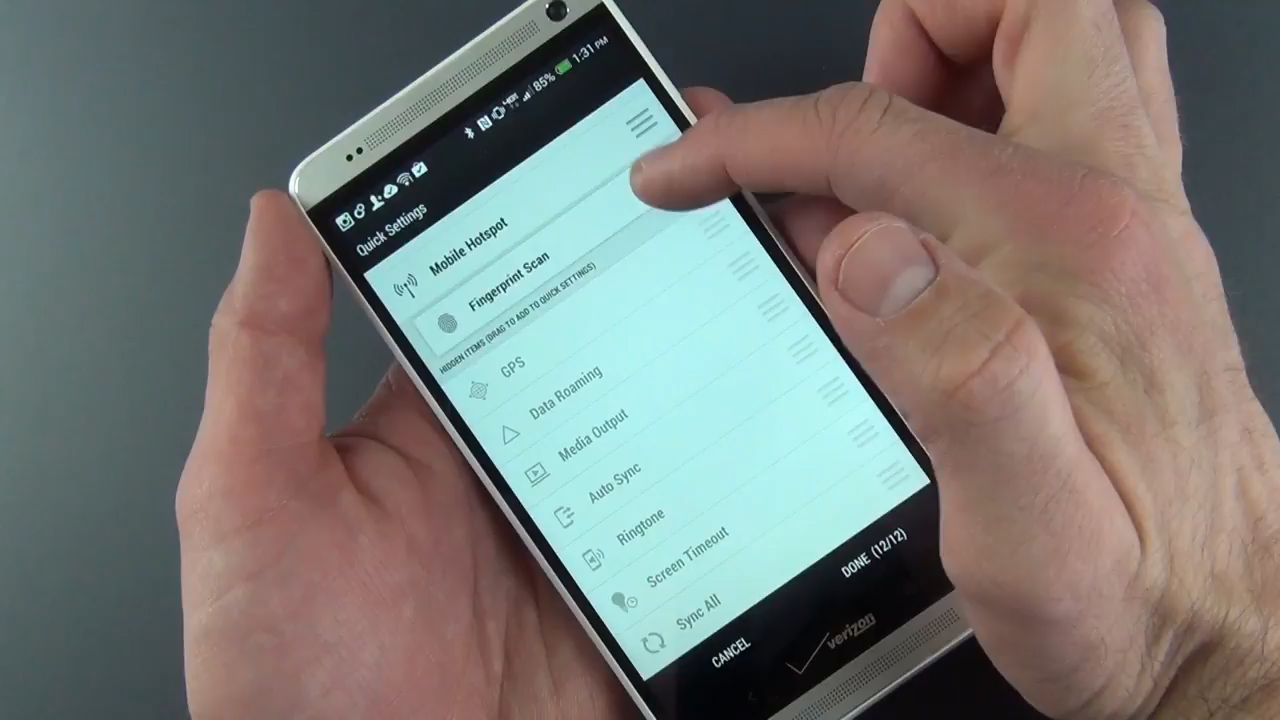 85% 1:31 PM
Quick Settings
Mobile Hotspot
Fingerprint Scan
HIDDEN ITEMS (DRAG TO ADD TO QUICK SETTINGS)
GPS
Data Roaming
Media Output
Auto Sync
Ringtone
Screen Timeout
Sync All
CANCEL
DONE (12/12)
verizon